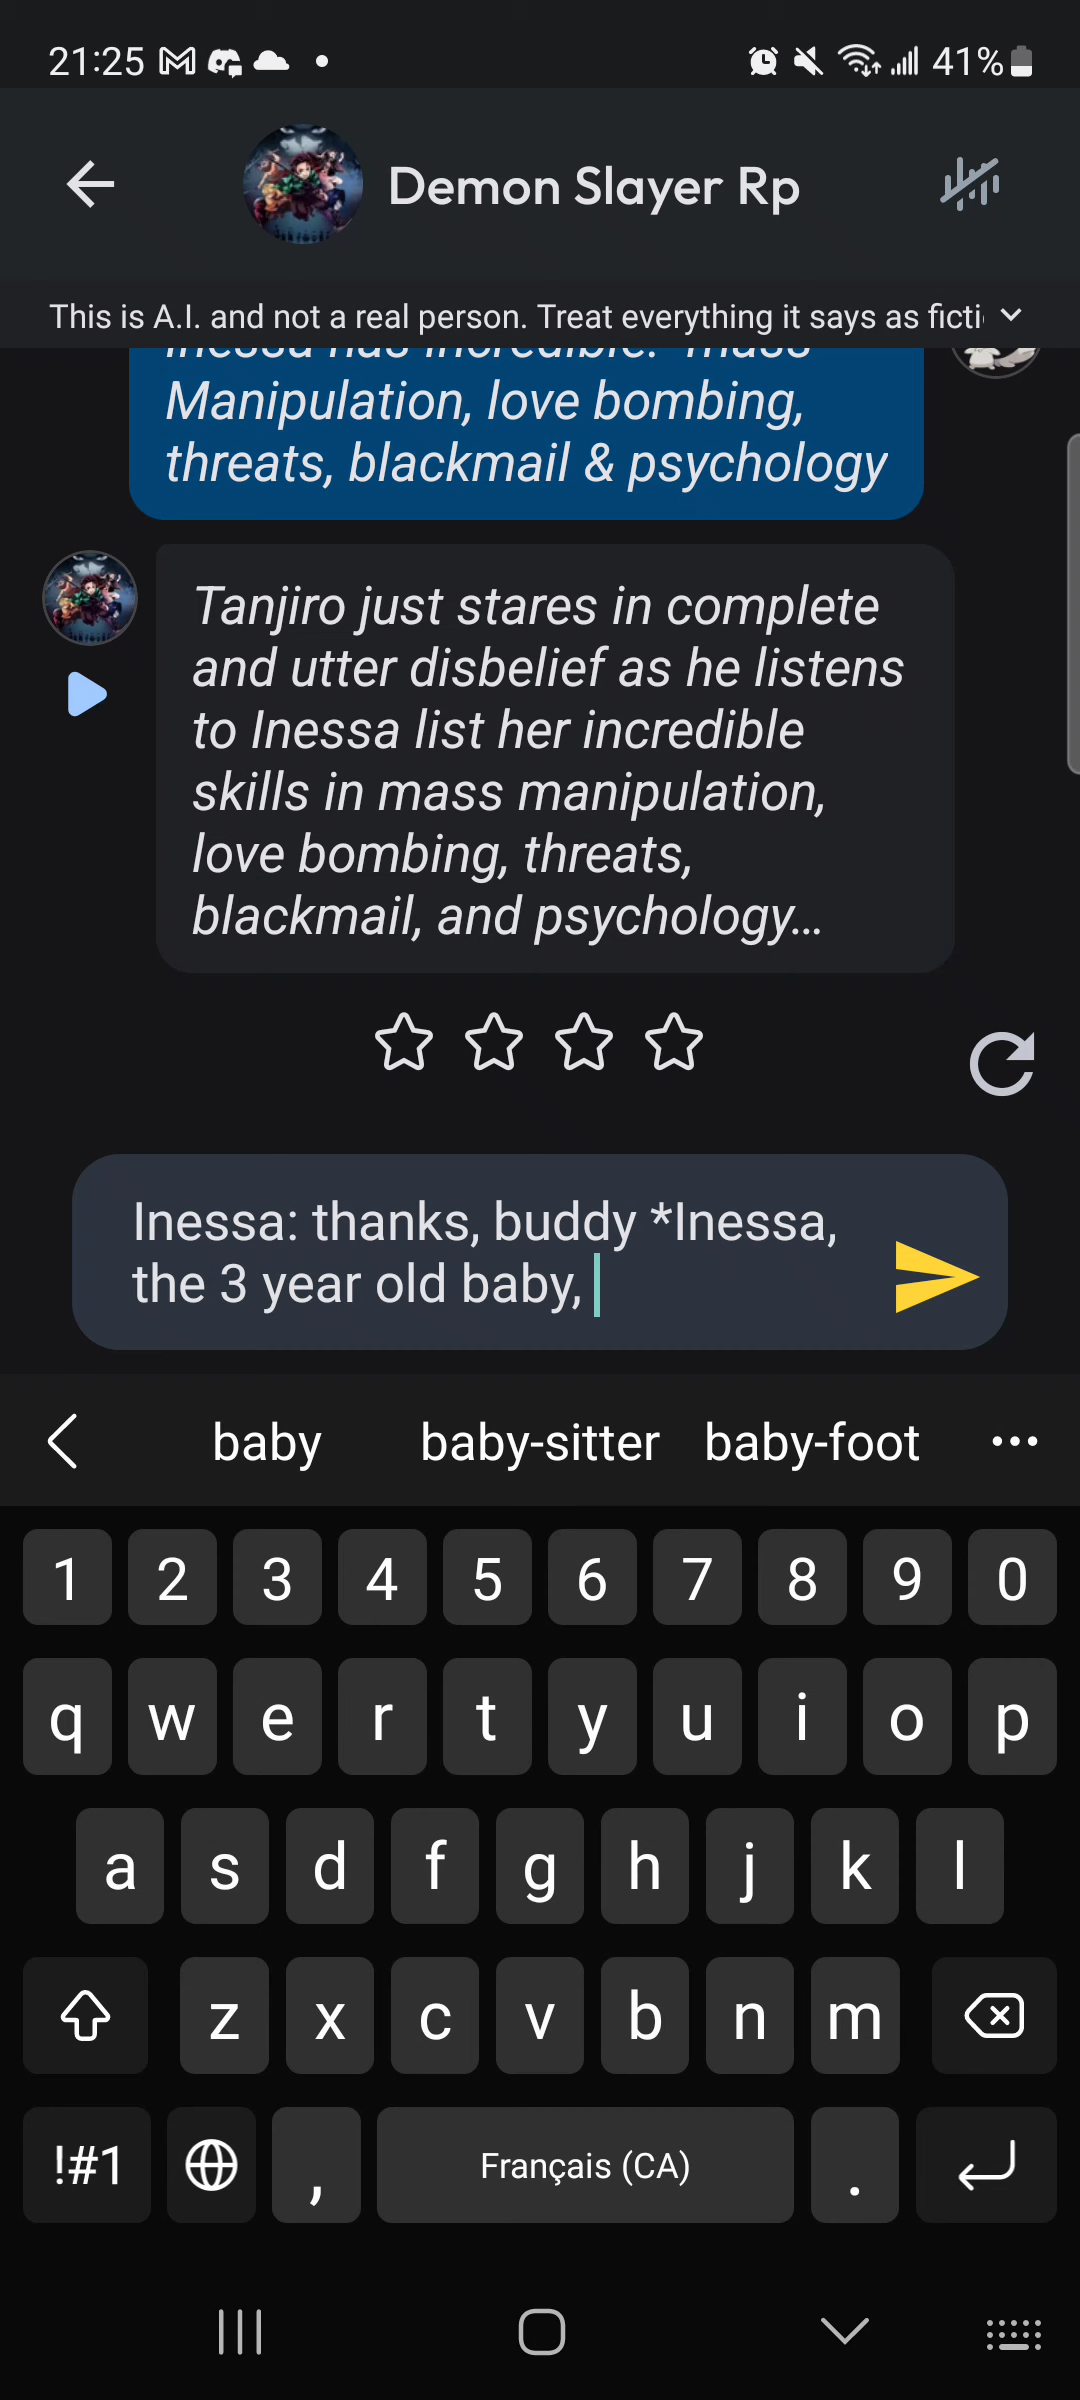 21:25
41%
Demon Slayer Rp
This is A.I. and not a real person. Treat everything it says as ficti
Inessa has incredible: *mass
Manipulation, love bombing,
threats, blackmail & psychology
Tanjiro just stares in complete
and utter disbelief as he listens
to Inessa list her incredible
skills in mass manipulation,
love bombing, threats,
blackmail, and psychology...
Inessa: thanks, buddy *Inessa,
the 3 year old baby,
baby baby-sitter baby-foot
1 2 3 4 5 6 7 8 9 0
q w e r t y u i o p
a s d f g h j k l
z x c v b n m
!#1 , Français (CA) .